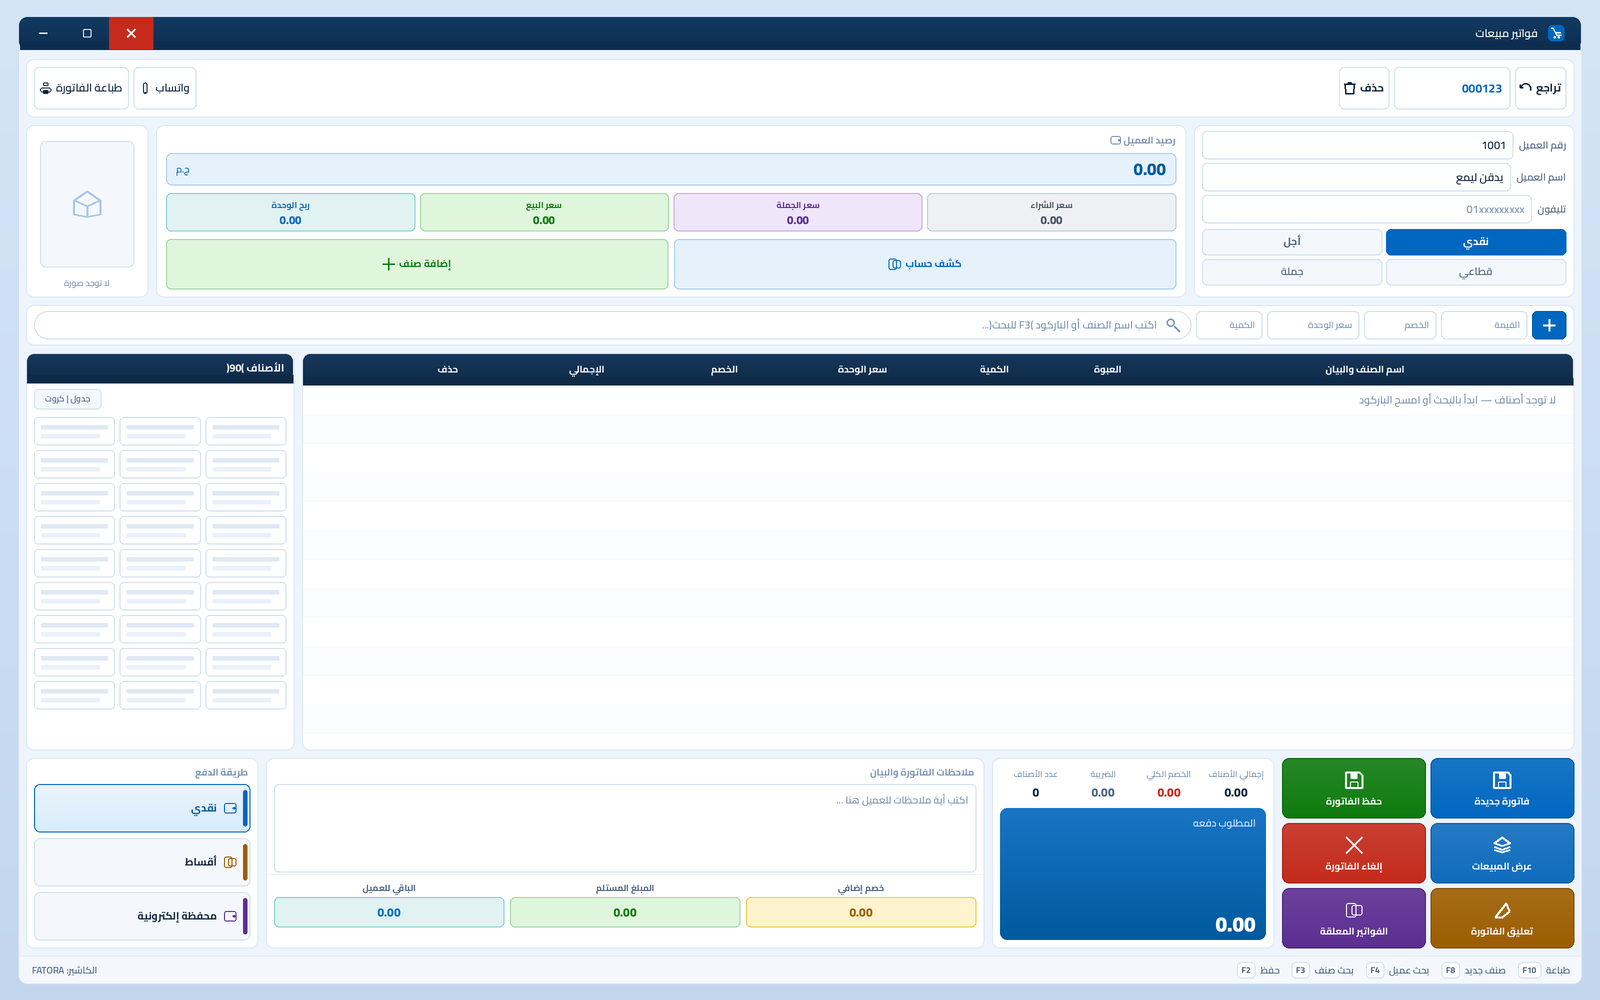 فواتير مبيعات
تراجع
000123
حذف
واتساب
طباعة الفاتورة
رقم العميل
1001
اسم العميل
يدقن ليمع
تليفون
01xxxxxxxxx
نقدي
أجل
قطاعي
جملة
رصيد العميل
0.00
ج.م
سعر الشراء
0.00
سعر الجملة
0.00
سعر البيع
0.00
ربح الوحدة
0.00
كشف حساب
إضافة صنف
لا توجد صورة
القيمة
الخصم
سعر الوحدة
الكمية
اكتب اسم الصنف أو الباركود )F3 للبحث(...
اسم الصنف والبيان
العبوة
الكمية
سعر الوحدة
الخصم
الإجمالي
حذف
لا توجد أصناف — ابدأ بالبحث أو امسح الباركود
الأصناف )90(
جدول | كروت
فاتورة جديدة
حفظ الفاتورة
عرض المبيعات
إلغاء الفاتورة
تعليق الفاتورة
الفواتير المعلقة
إجمالي الأصناف
0.00
الخصم الكلي
0.00
الضريبة
0.00
عدد الأصناف
0
المطلوب دفعه
0.00
ملاحظات الفاتورة والبيان
اكتب أية ملاحظات للعميل هنا ...
خصم إضافي
0.00
المبلغ المستلم
0.00
الباقي للعميل
0.00
طريقة الدفع
نقدي
أقساط
محفظة إلكترونية
طباعة F10
صنف جديد F8
بحث عميل F4
بحث صنف F3
حفظ F2
الكاشير: FATORA